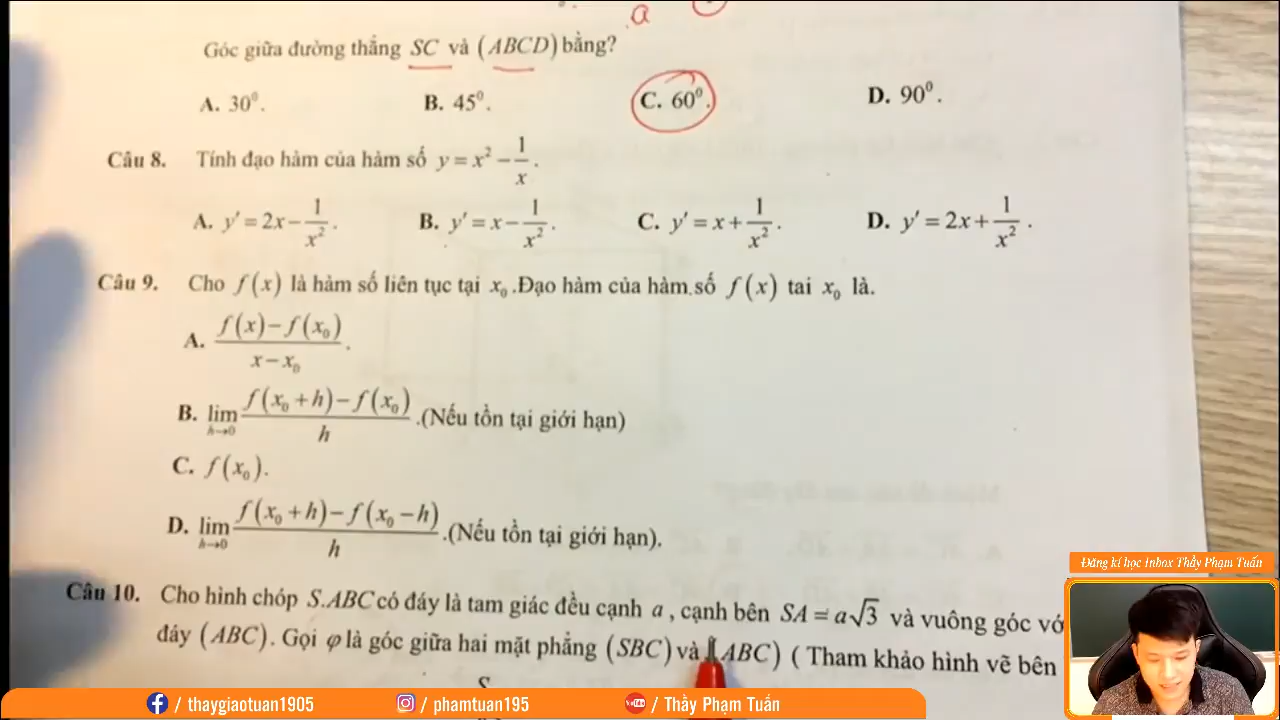 a
Góc giữa đường thẳng SC và (ABCD) bằng?
A. 30⁰. B. 45⁰. C. 60⁰. D. 90⁰.
Câu 8. Tính đạo hàm của hàm số y = x² − 1/x.
A. y′ = 2x − 1/x². B. y′ = x − 1/x². C. y′ = x + 1/x². D. y′ = 2x + 1/x².
Câu 9. Cho f(x) là hàm số liên tục tại x₀.Đạo hàm của hàm số f(x) tai x₀ là.
A. (f(x) − f(x₀))/(x − x₀).
B. lim h→0 (f(x₀ + h) − f(x₀))/h.(Nếu tồn tại giới hạn)
C. f(x₀).
D. lim h→0 (f(x₀ + h) − f(x₀ − h))/h.(Nếu tồn tại giới hạn).
Câu 10. Cho hình chóp S.ABC có đáy là tam giác đều cạnh a, cạnh bên SA = a√3 và vuông góc vớ
đáy (ABC). Gọi φ là góc giữa hai mặt phẳng (SBC) và (ABC) ( Tham khảo hình vẽ bên
S
Đăng kí học Inbox Thầy Phạm Tuấn
/ thaygiaotuan1905 / phamtuan195 / Thầy Phạm Tuấn